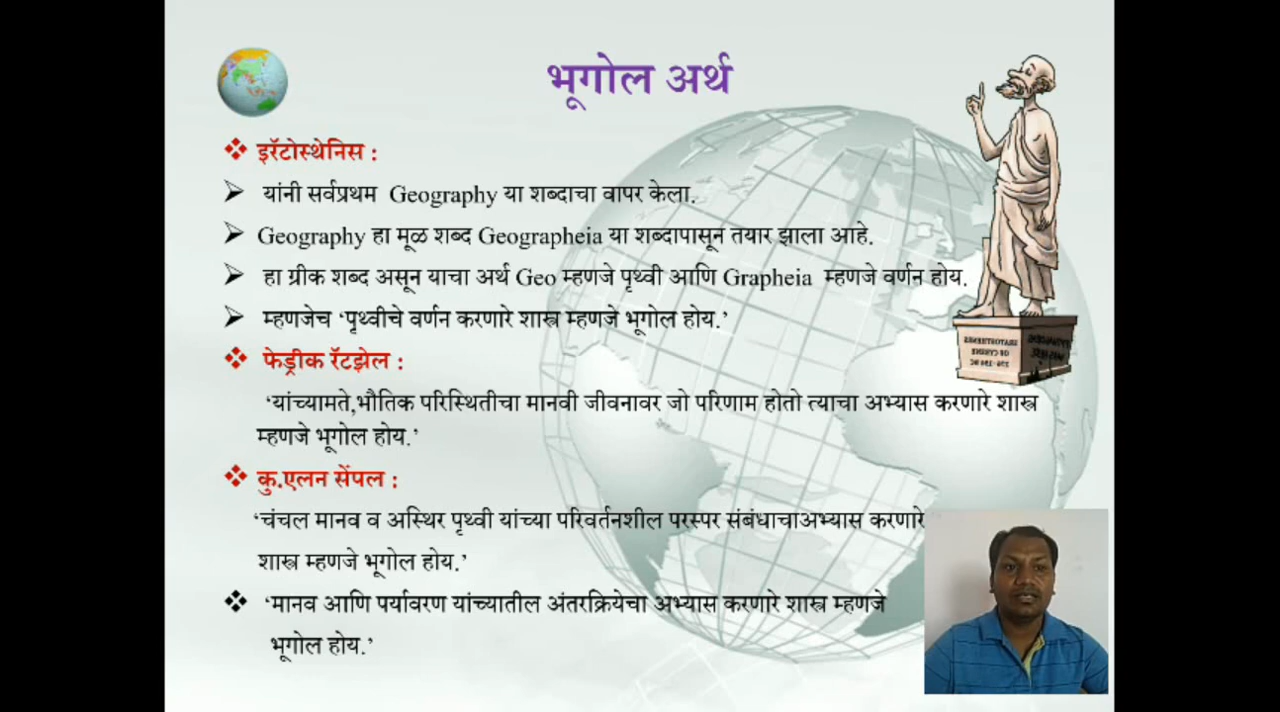 भूगोल अर्थ
❖ इरॅटोस्थेनिस :
➢ यांनी सर्वप्रथम Geography या शब्दाचा वापर केला.
➢ Geography हा मूळ शब्द Geographeia या शब्दापासून तयार झाला आहे.
➢ हा ग्रीक शब्द असून याचा अर्थ Geo म्हणजे पृथ्वी आणि Grapheia म्हणजे वर्णन होय.
➢ म्हणजेच ‘पृथ्वीचे वर्णन करणारे शास्त्र म्हणजे भूगोल होय.’
ERATOSTHENES
OF CYRENE
❖ फेड्रीक रॅटझेल :
‘यांच्यामते,भौतिक परिस्थितीचा मानवी जीवनावर जो परिणाम होतो त्याचा अभ्यास करणारे शास्त्र
म्हणजे भूगोल होय.’
❖ कु.एलन सेंपल :
‘चंचल मानव व अस्थिर पृथ्वी यांच्या परिवर्तनशील परस्पर संबंधाचाअभ्यास करणारे
शास्त्र म्हणजे भूगोल होय.’
❖ ‘मानव आणि पर्यावरण यांच्यातील अंतरक्रियेचा अभ्यास करणारे शास्त्र म्हणजे
भूगोल होय.’